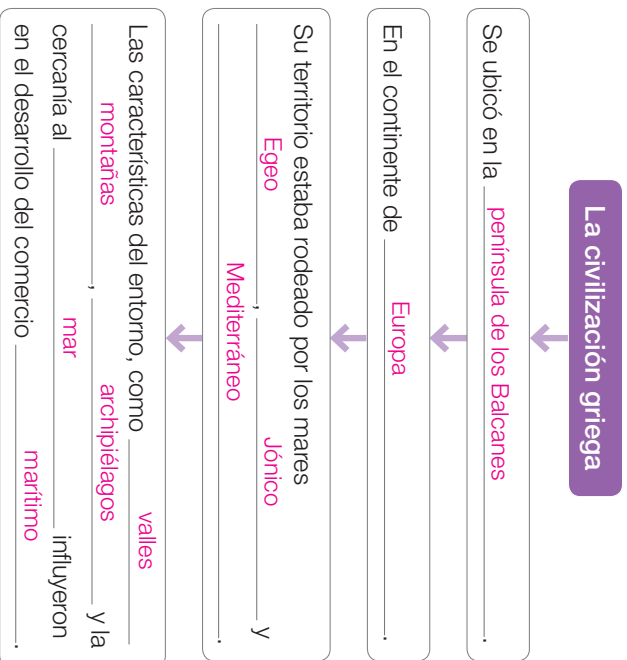 La civilización griega
Se ubicó en la península de los Balcanes.
En el continente de Europa.
Su territorio estaba rodeado por los mares
Egeo, Jónico y
Mediterráneo.
Las características del entorno, como valles
montañas, archipiélagos y la
cercanía al mar influyeron
en el desarrollo del comercio marítimo.